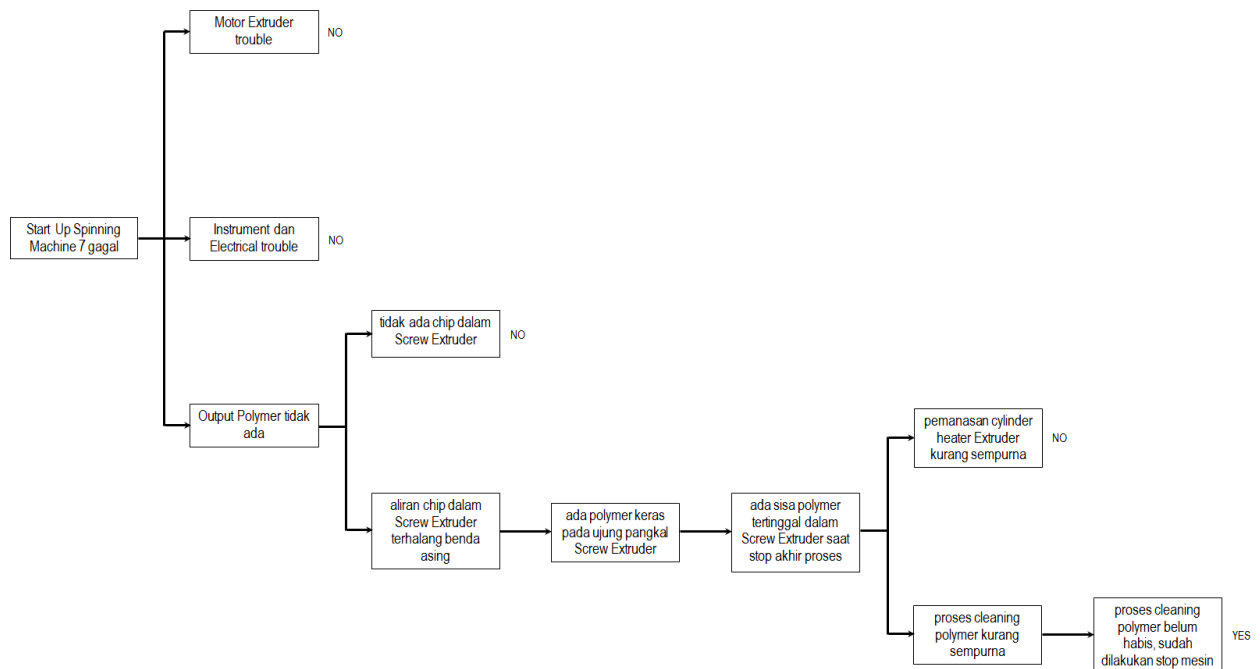 Motor Extruder
trouble
NO
Start Up Spinning
Machine 7 gagal
Instrument dan
Electrical trouble
NO
tidak ada chip dalam
Screw Extruder
NO
Output Polymer tidak
ada
pemanasan cylinder
heater Extruder
kurang sempurna
NO
aliran chip dalam
Screw Extruder
terhalang benda
asing
ada polymer keras
pada ujung pangkal
Screw Extruder
ada sisa polymer
tertinggal dalam
Screw Extruder saat
stop akhir proses
proses cleaning
polymer kurang
sempurna
proses cleaning
polymer belum
habis, sudah
dilakukan stop mesin
YES